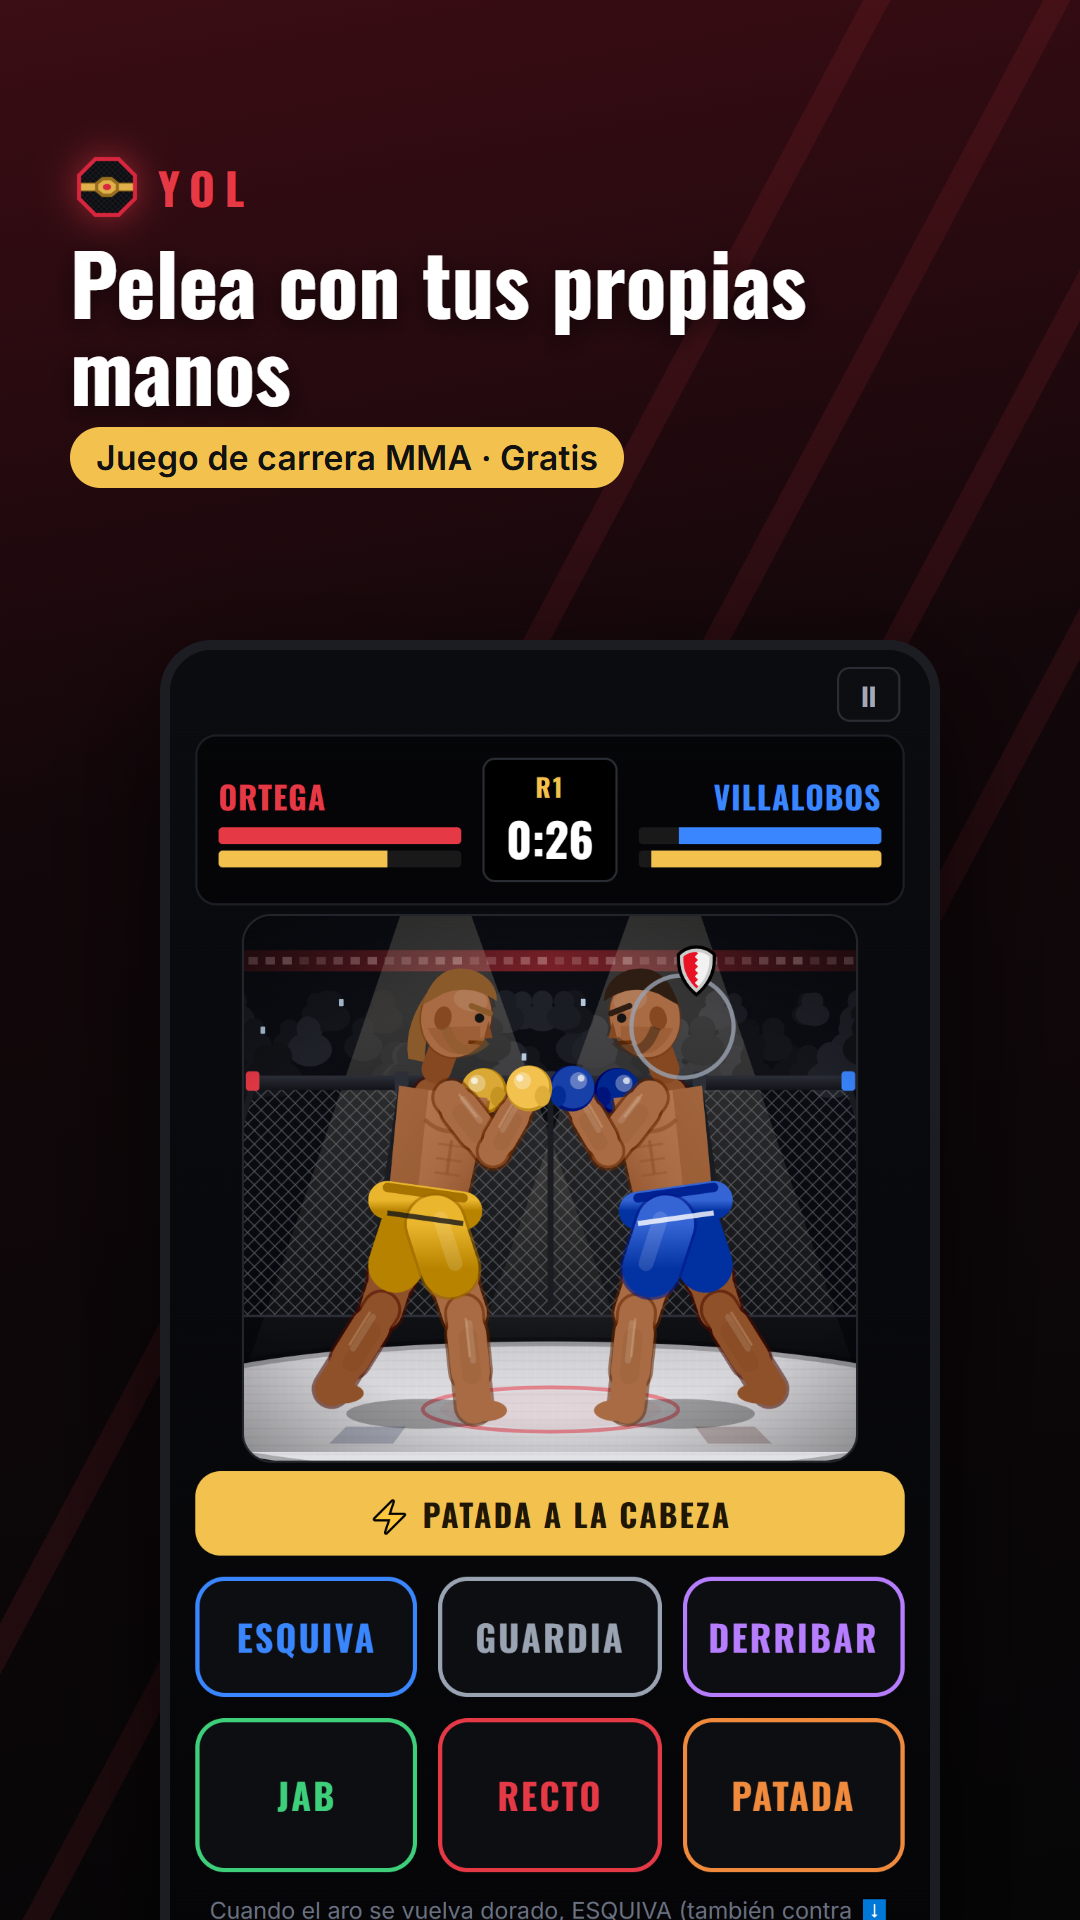 YOL
Pelea con tus propias
manos
Juego de carrera MMA · Gratis
ORTEGA
R1
VILLALOBOS
0:26
PATADA A LA CABEZA
ESQUIVA
GUARDIA
DERRIBAR
JAB
RECTO
PATADA
Cuando el aro se vuelva dorado, ESQUIVA (también contra ⬇️